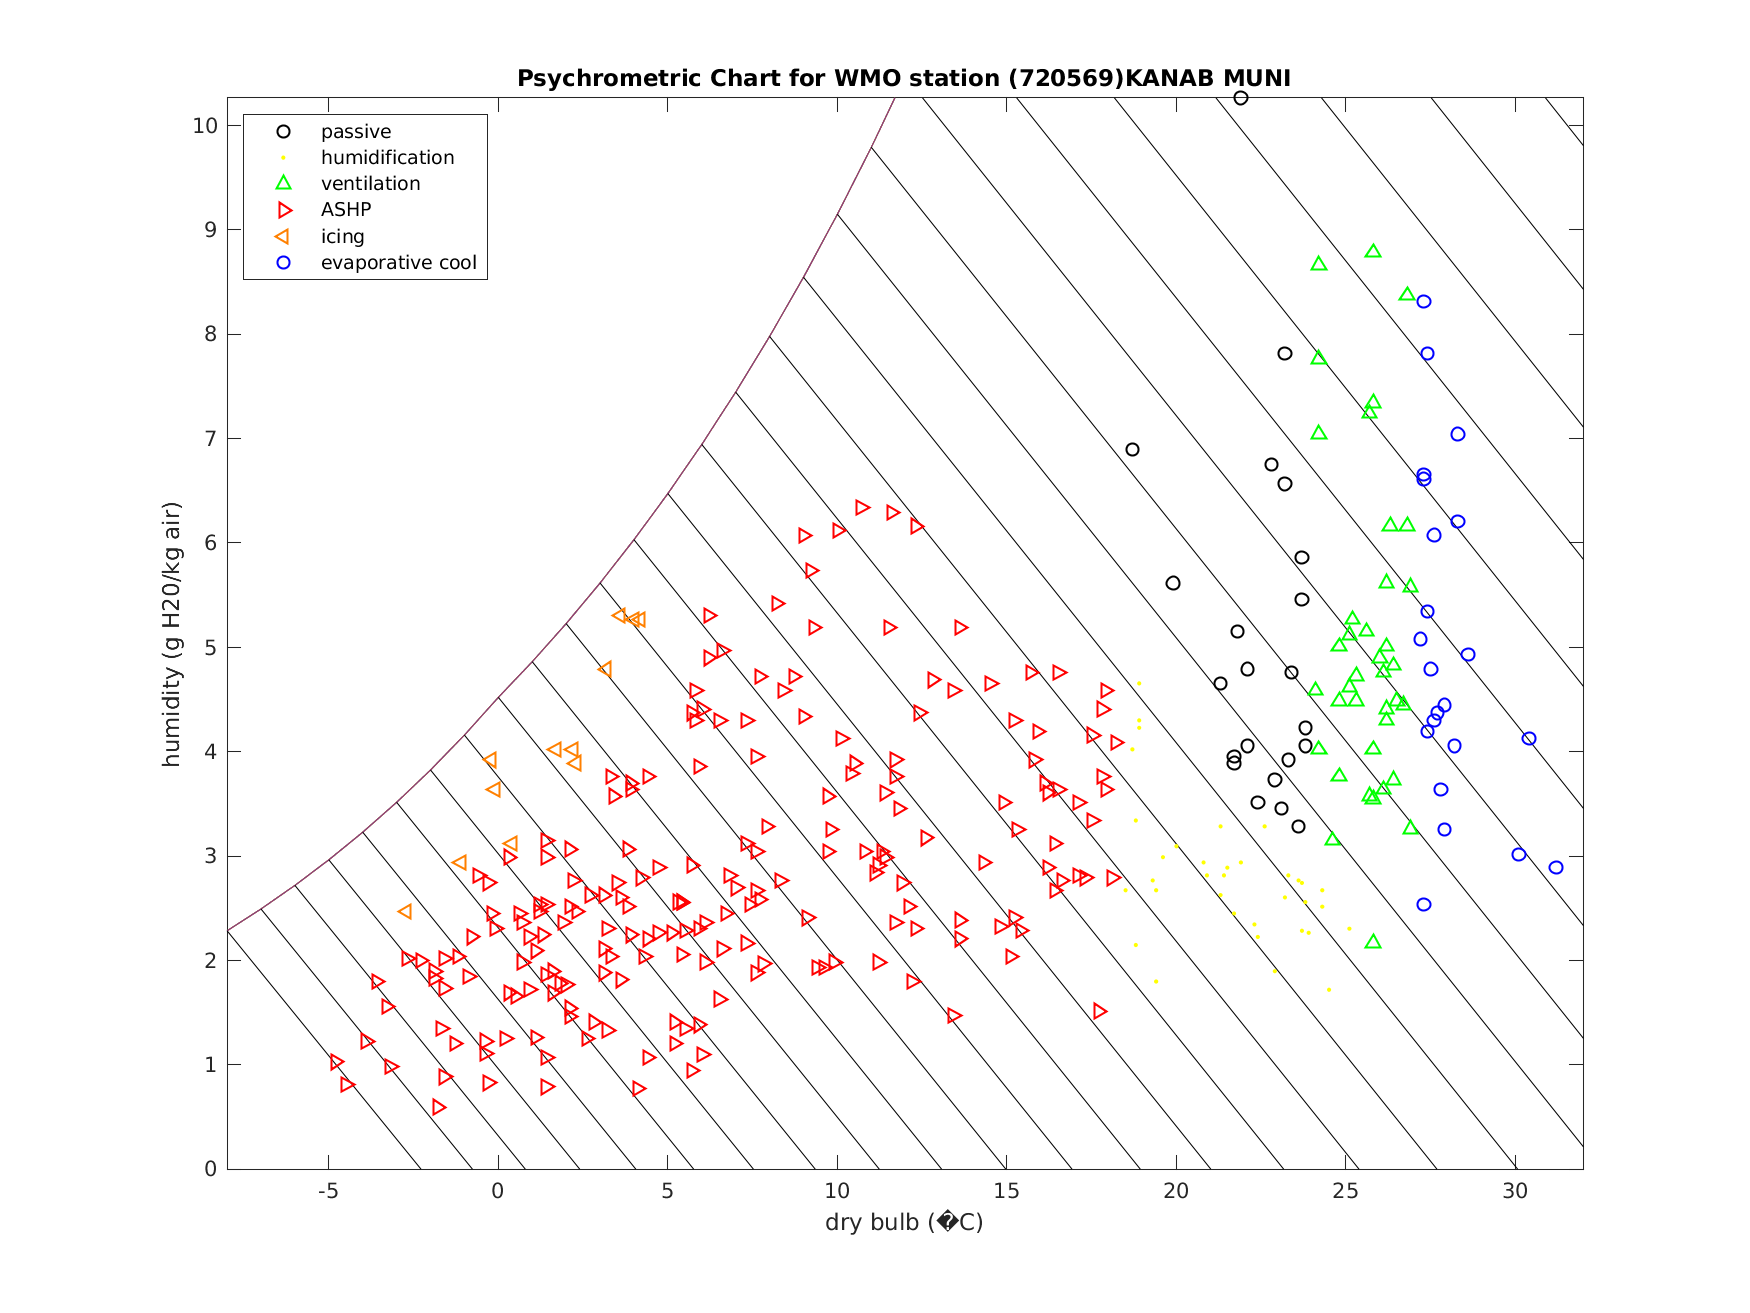 Psychrometric Chart for WMO station (720569)KANAB MUNI
passive
humidification
ventilation
ASHP
icing
evaporative cool
humidity (g H20/kg air)
10
9
8
7
6
5
4
3
2
1
0
-5 0 5 10 15 20 25 30
dry bulb (�C)